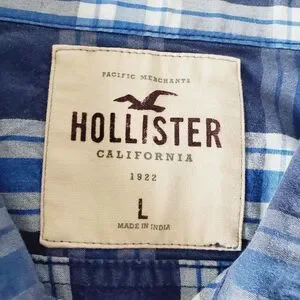 PACIFIC MERCHANTS
HOLLISTER
CALIFORNIA
1922
L
MADE IN INDIA